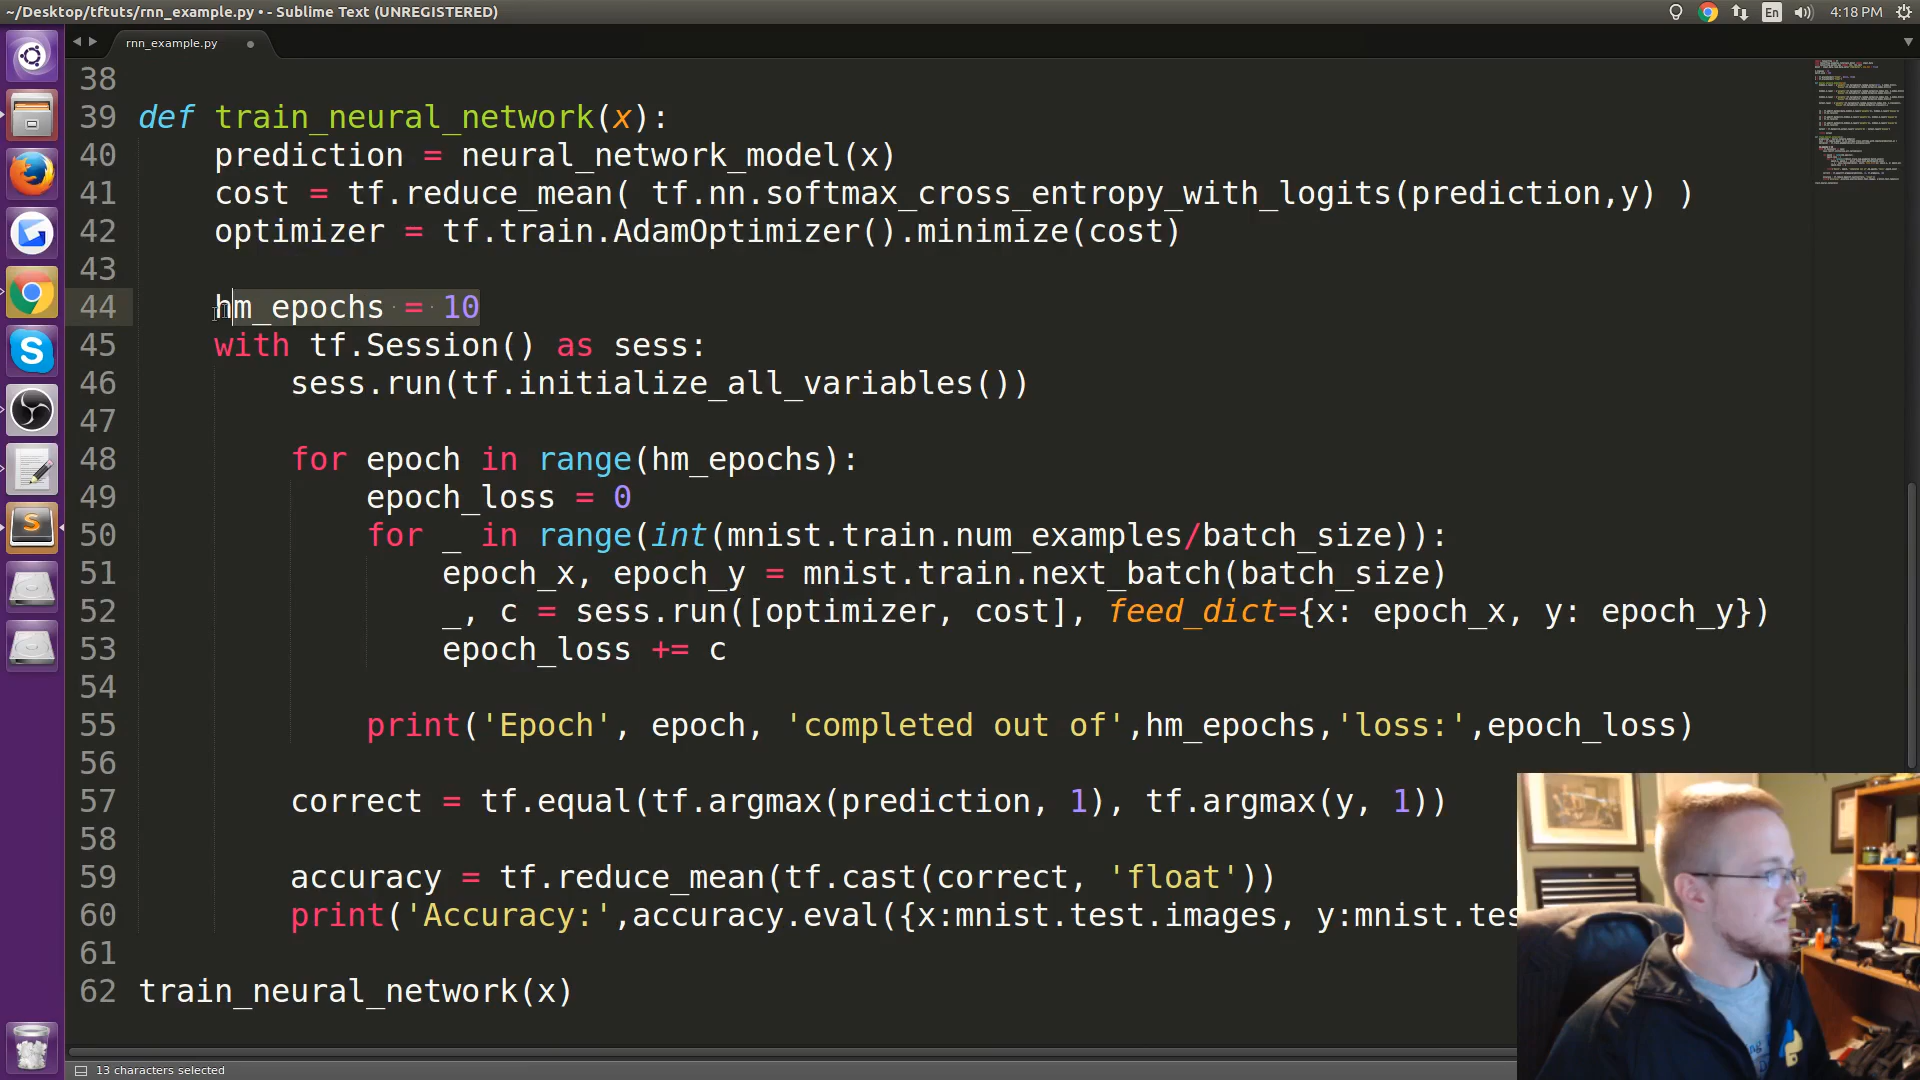 ~/Desktop/tftuts/rnn_example.py • - Sublime Text (UNREGISTERED)
En
4:18 PM
rnn_example.py
38
39 def train_neural_network(x):
40 prediction = neural_network_model(x)
41 cost = tf.reduce_mean( tf.nn.softmax_cross_entropy_with_logits(prediction,y) )
42 optimizer = tf.train.AdamOptimizer().minimize(cost)
43
44 hm_epochs = 10
45 with tf.Session() as sess:
46 sess.run(tf.initialize_all_variables())
47
48 for epoch in range(hm_epochs):
49 epoch_loss = 0
50 for _ in range(int(mnist.train.num_examples/batch_size)):
51 epoch_x, epoch_y = mnist.train.next_batch(batch_size)
52 _, c = sess.run([optimizer, cost], feed_dict={x: epoch_x, y: epoch_y})
53 epoch_loss += c
54
55 print('Epoch', epoch, 'completed out of',hm_epochs,'loss:',epoch_loss)
56
57 correct = tf.equal(tf.argmax(prediction, 1), tf.argmax(y, 1))
58
59 accuracy = tf.reduce_mean(tf.cast(correct, 'float'))
60 print('Accuracy:',accuracy.eval({x:mnist.test.images, y:mnist.tes
61
62 train_neural_network(x)
13 characters selected